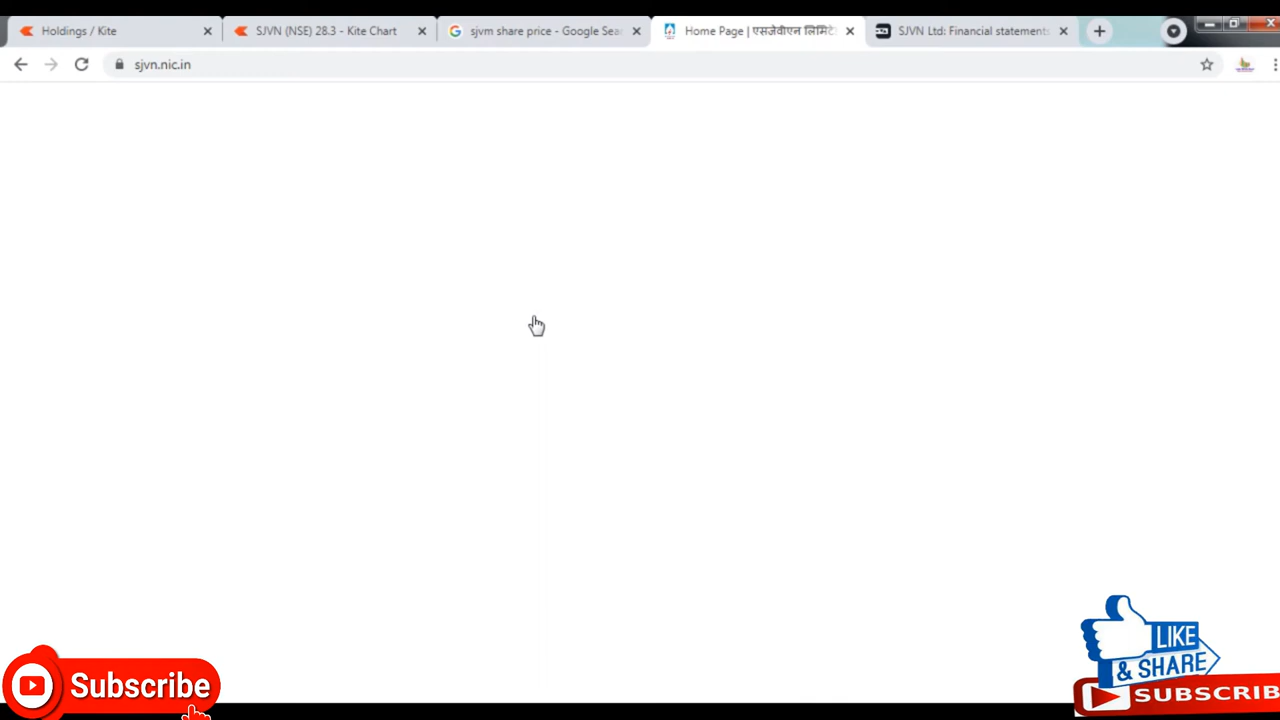 Holdings / Kite
SJVN (NSE) 28.3 - Kite Chart
sjvm share price - Google Sea
Home Page | एसजेवीएन लिमिटे
SJVN Ltd: Financial statements
sjvn.nic.in
LIKE
& SHARE
Subscribe
SUBSCRIB